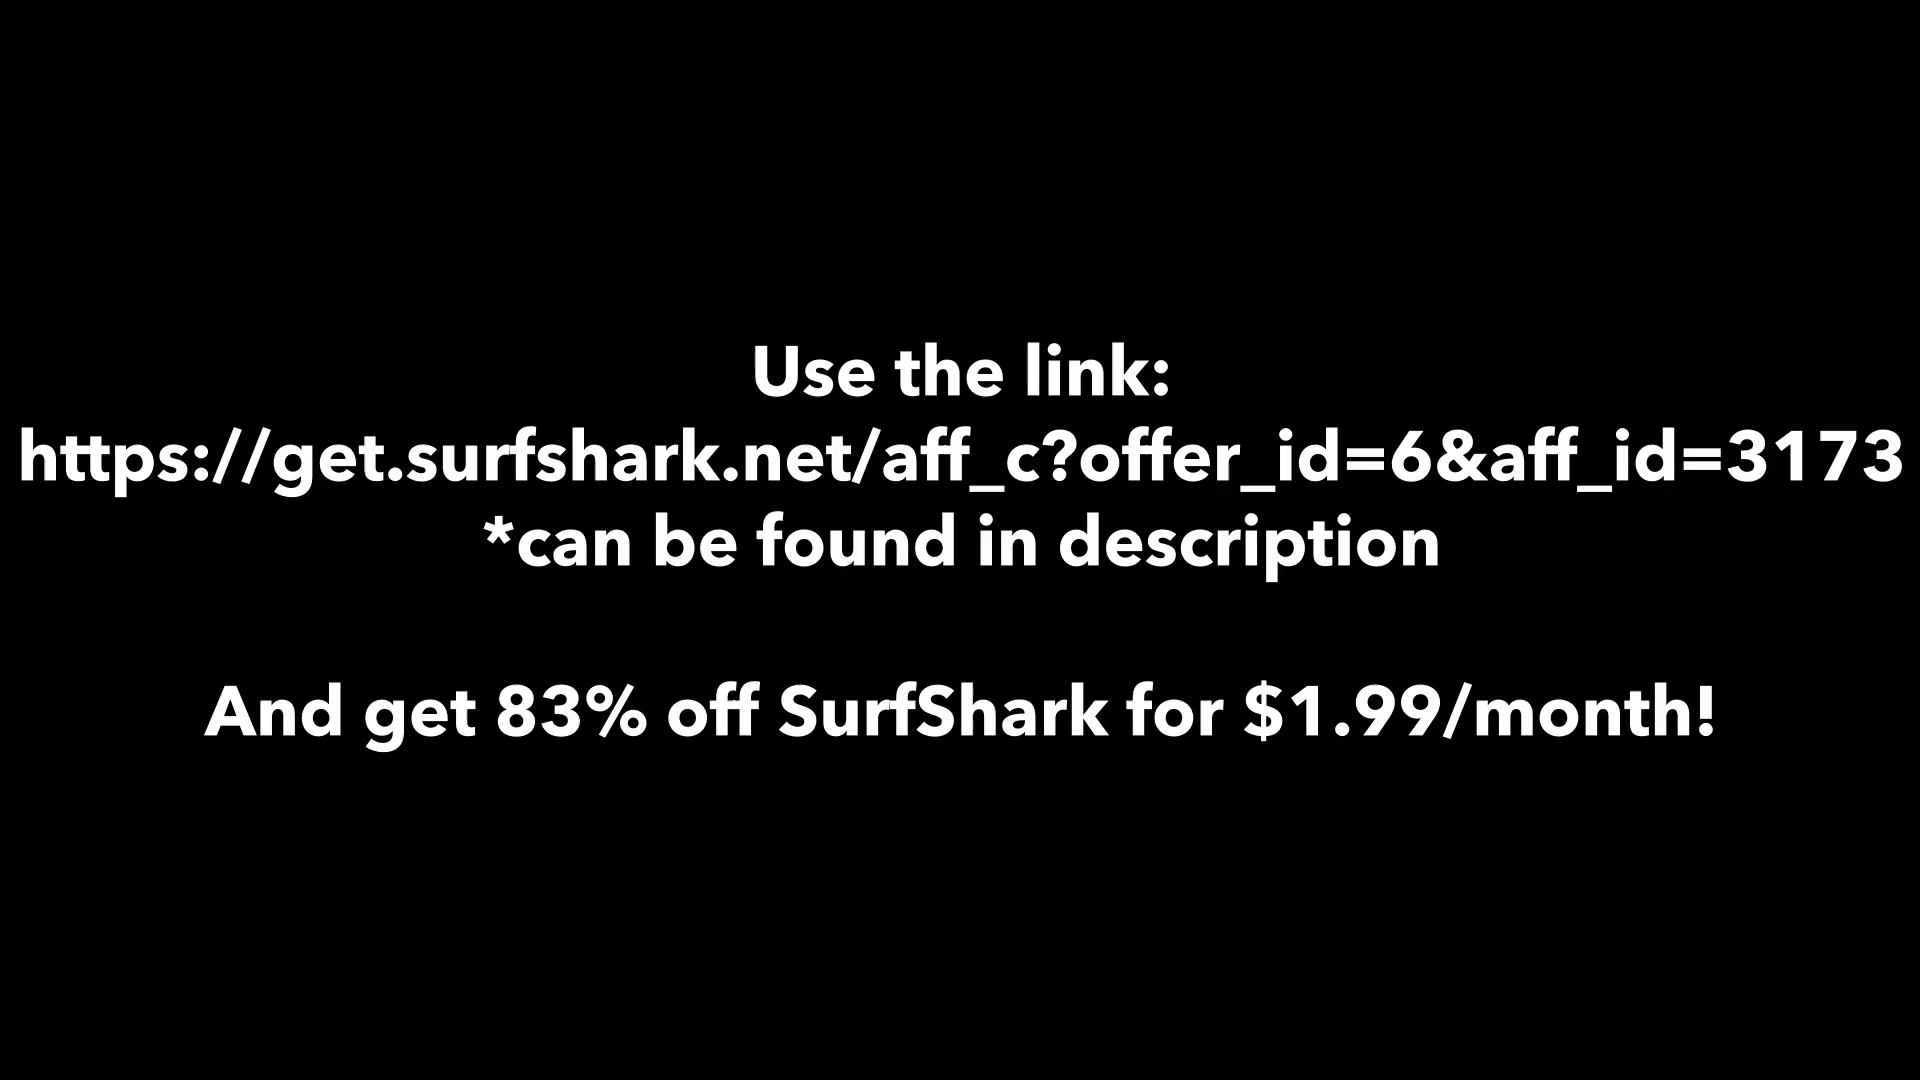 Use the link:
https://get.surfshark.net/aff_c?offer_id=6&aff_id=3173
*can be found in description
And get 83% off SurfShark for $1.99/month!